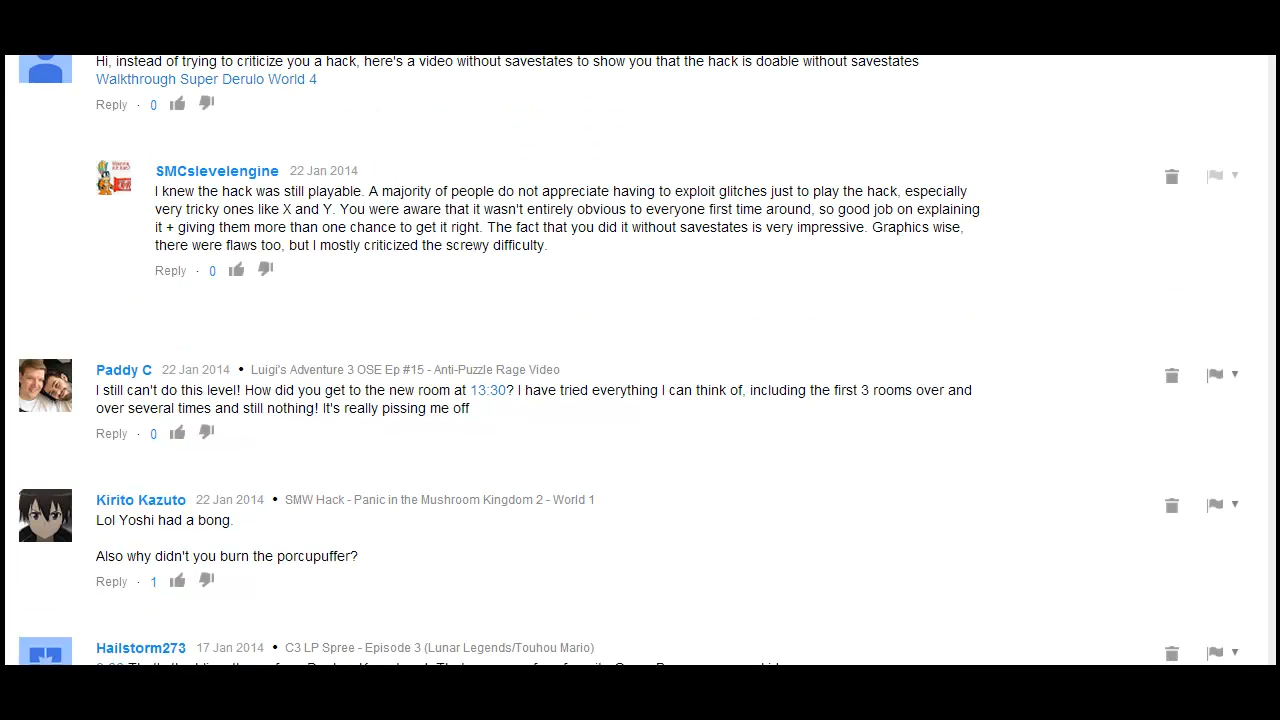 Hi, instead of trying to criticize you a hack, here's a video without savestates to show you that the hack is doable without savestates
Walkthrough Super Derulo World 4
Reply · 0
SMCslevelengine 22 Jan 2014
I knew the hack was still playable. A majority of people do not appreciate having to exploit glitches just to play the hack, especially
very tricky ones like X and Y. You were aware that it wasn't entirely obvious to everyone first time around, so good job on explaining
it + giving them more than one chance to get it right. The fact that you did it without savestates is very impressive. Graphics wise,
there were flaws too, but I mostly criticized the screwy difficulty.
Reply · 0
Paddy C 22 Jan 2014 • Luigi's Adventure 3 OSE Ep #15 - Anti-Puzzle Rage Video
I still can't do this level! How did you get to the new room at 13:30? I have tried everything I can think of, including the first 3 rooms over and
over several times and still nothing! It's really pissing me off
Reply · 0
Kirito Kazuto 22 Jan 2014 • SMW Hack - Panic in the Mushroom Kingdom 2 - World 1
Lol Yoshi had a bong.
Also why didn't you burn the porcupuffer?
Reply · 1
Hailstorm273 17 Jan 2014 • C3 LP Spree - Episode 3 (Lunar Legends/Touhou Mario)